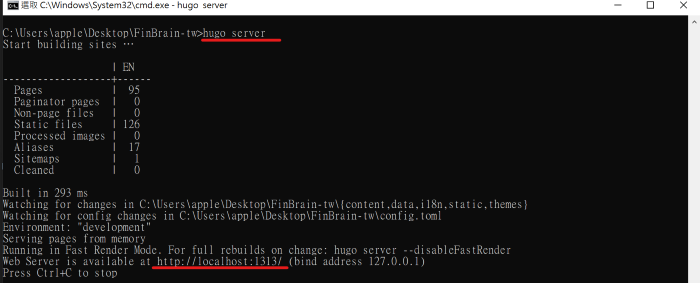 選取 C:\Windows\System32\cmd.exe - hugo server
C:\Users\apple\Desktop\FinBrain-tw>hugo server
Start building sites …
| EN
-------------------+------
Pages | 95
Paginator pages | 0
Non-page files | 0
Static files | 126
Processed images | 0
Aliases | 17
Sitemaps | 1
Cleaned | 0
Built in 293 ms
Watching for changes in C:\Users\apple\Desktop\FinBrain-tw\{content,data,i18n,static,themes}
Watching for config changes in C:\Users\apple\Desktop\FinBrain-tw\config.toml
Environment: "development"
Serving pages from memory
Running in Fast Render Mode. For full rebuilds on change: hugo server --disableFastRender
Web Server is available at http://localhost:1313/ (bind address 127.0.0.1)
Press Ctrl+C to stop